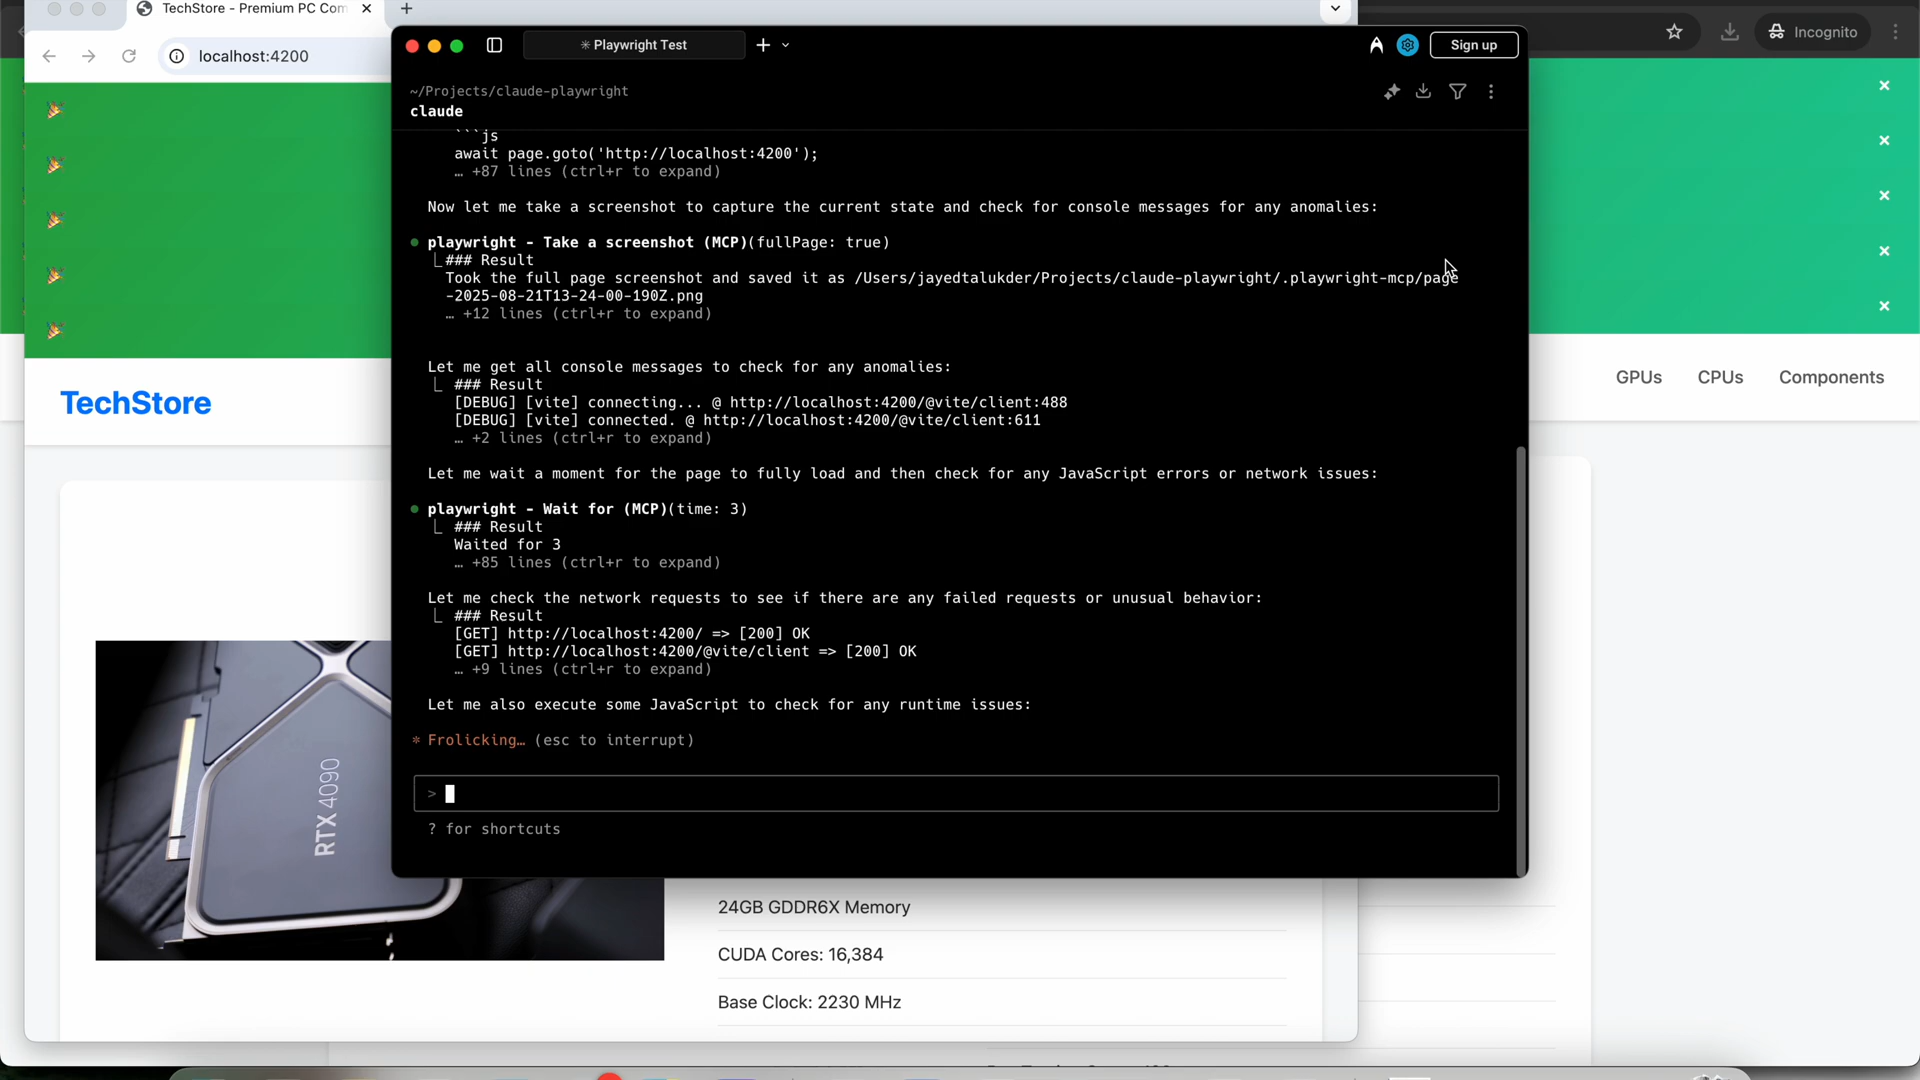 TechStore - Premium PC Com
localhost:4200
Incognito
✳ Playwright Test
Sign up
~/Projects/claude-playwright
claude
```js
await page.goto('http://localhost:4200');
… +87 lines (ctrl+r to expand)
Now let me take a screenshot to capture the current state and check for console messages for any anomalies:
playwright - Take a screenshot (MCP)(fullPage: true)
### Result
Took the full page screenshot and saved it as /Users/jayedtalukder/Projects/claude-playwright/.playwright-mcp/page
-2025-08-21T13-24-00-190Z.png
… +12 lines (ctrl+r to expand)
Let me get all console messages to check for any anomalies:
### Result
[DEBUG] [vite] connecting... @ http://localhost:4200/@vite/client:488
[DEBUG] [vite] connected. @ http://localhost:4200/@vite/client:611
… +2 lines (ctrl+r to expand)
Let me wait a moment for the page to fully load and then check for any JavaScript errors or network issues:
playwright - Wait for (MCP)(time: 3)
### Result
Waited for 3
… +85 lines (ctrl+r to expand)
Let me check the network requests to see if there are any failed requests or unusual behavior:
### Result
[GET] http://localhost:4200/ => [200] OK
[GET] http://localhost:4200/@vite/client => [200] OK
… +9 lines (ctrl+r to expand)
Let me also execute some JavaScript to check for any runtime issues:
✻ Frolicking… (esc to interrupt)
>
? for shortcuts
TechStore
GPUs
CPUs
Components
RTX 4090
24GB GDDR6X Memory
CUDA Cores: 16,384
Base Clock: 2230 MHz